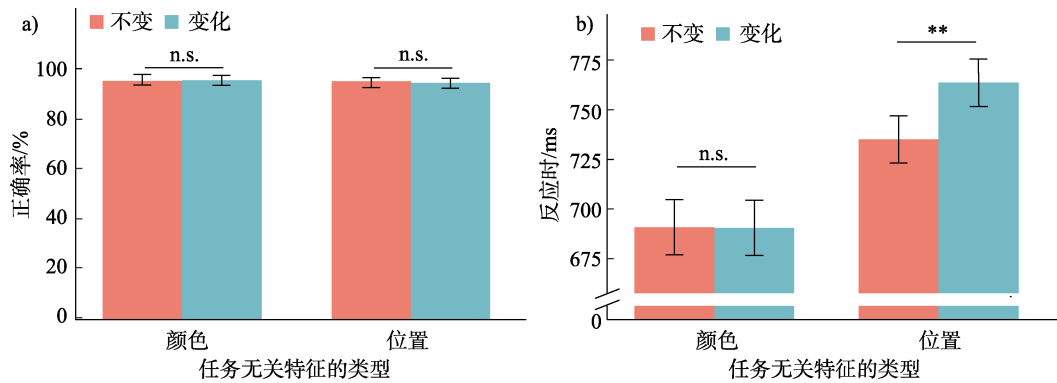 a)
不变 变化
n.s. n.s.
100
80
60
40
20
0
正确率/%
颜色 位置
任务无关特征的类型
b)
不变 变化
**
n.s.
775
750
725
700
675
0
反应时/ms
颜色 位置
任务无关特征的类型